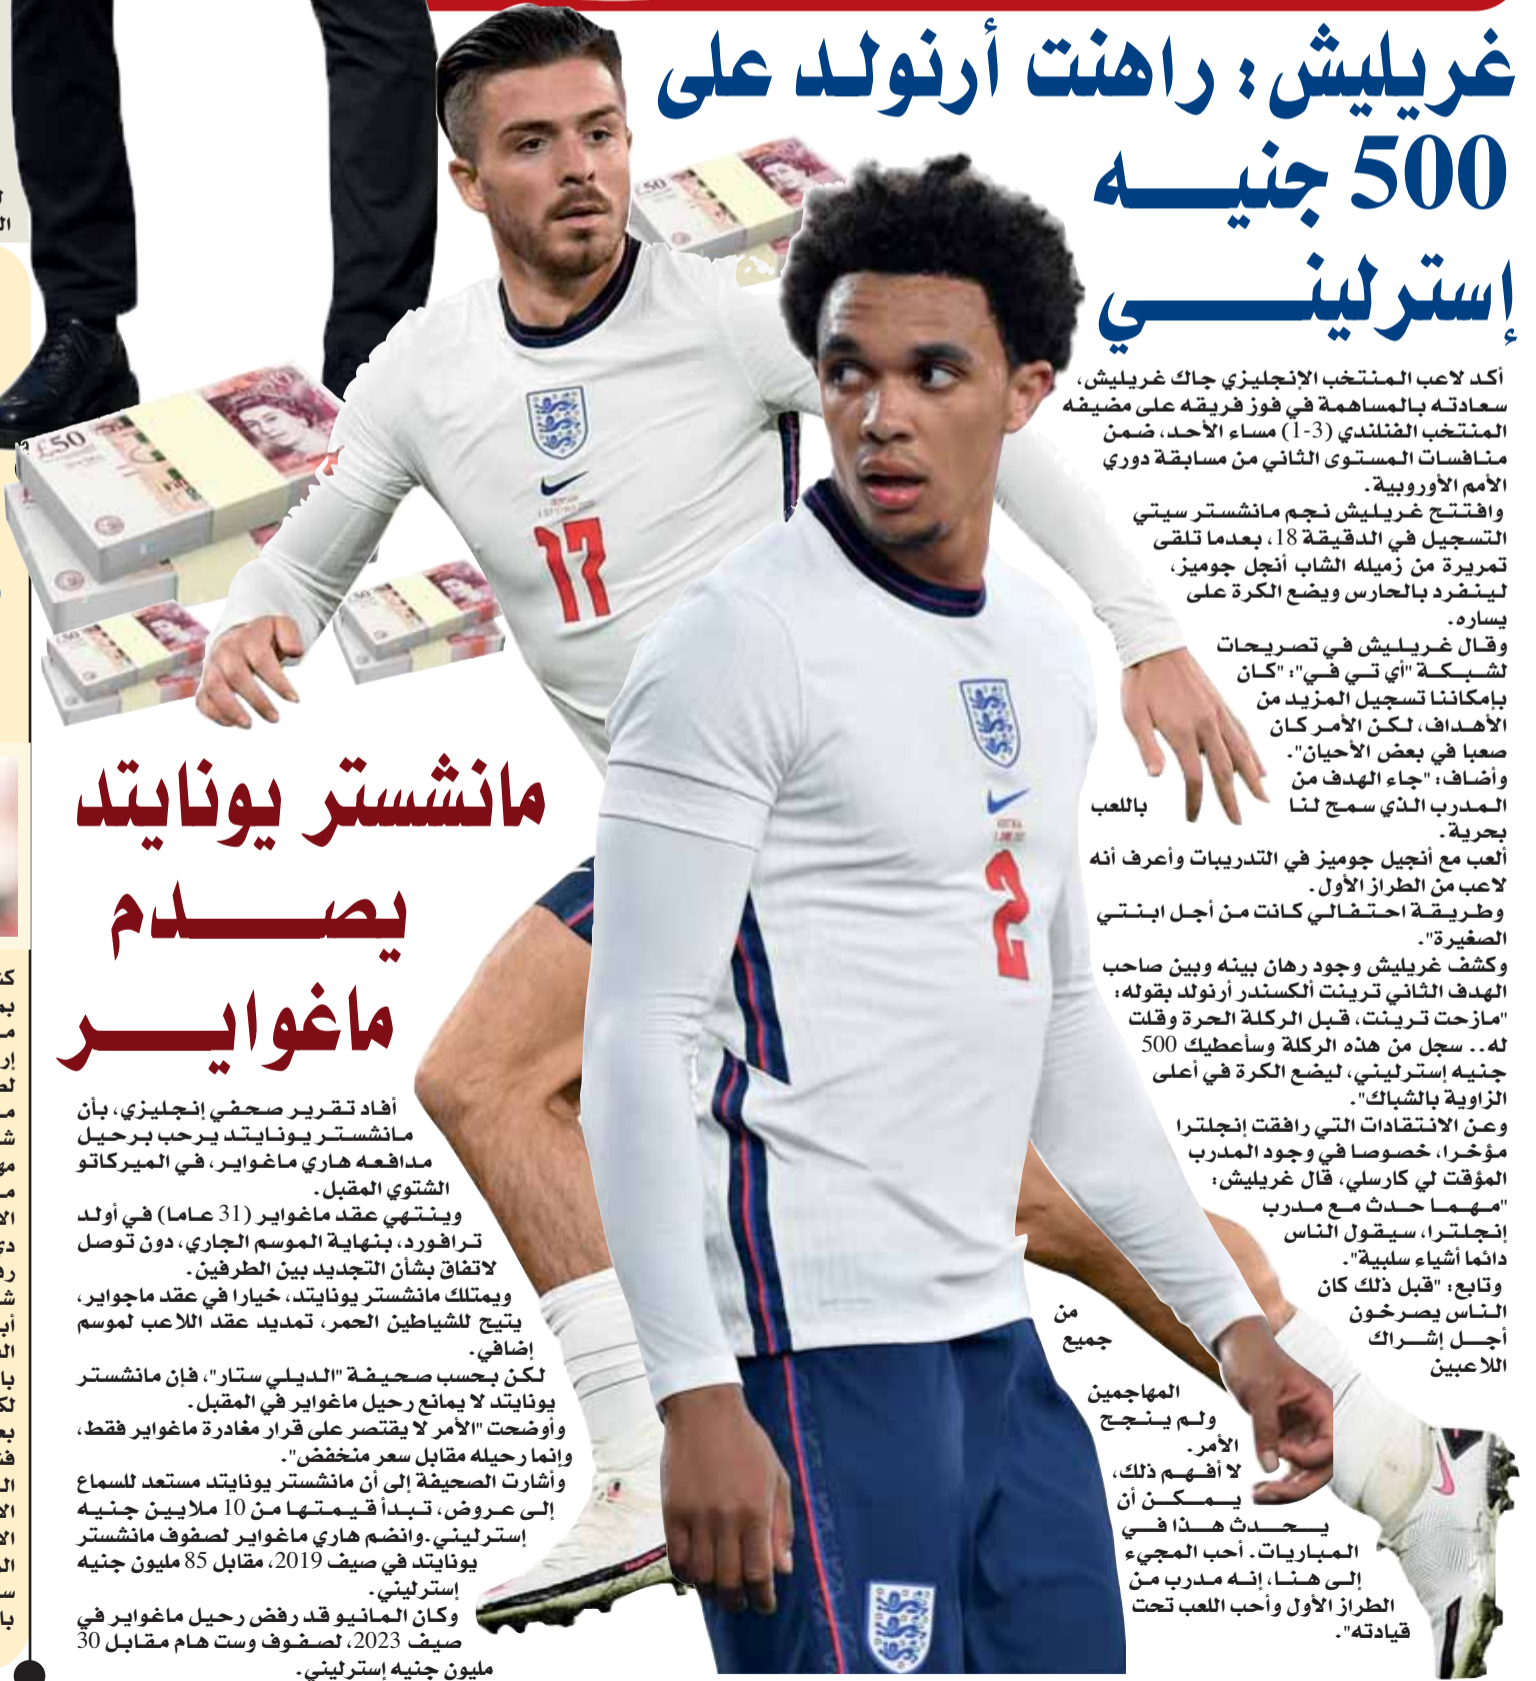 غريليش: راهنت أرنولد على
500 جنيه
إسترليني
أكد لاعب المنتخب الإنجليزي جاك غريليش،
سعادته بالمساهمة في فوز فريقه على مضيفه
المنتخب الفنلندي (3-1) مساء الأحد، ضمن
منافسات المستوى الثاني من مسابقة دوري
الأمم الأوروبية.
وافتتح غريليش نجم مانشستر سيتي
التسجيل في الدقيقة 18، بعدما تلقى
تمريرة من زميله الشاب أنجل جوميز،
لينفرد بالحارس ويضع الكرة على
يساره.
وقال غريليش في تصريحات
لشبكة "أي تي في": "كان
بإمكاننا تسجيل المزيد من
الأهداف، لكن الأمر كان
صعبا في بعض الأحيان".
وأضاف: "جاء الهدف من
المدرب الذي سمح لنا باللعب
بحرية.
ألعب مع أنجيل جوميز في التدريبات وأعرف أنه
لاعب من الطراز الأول.
وطريقة احتفالي كانت من أجل ابنتي
الصغيرة".
وكشف غريليش وجود رهان بينه وبين صاحب
الهدف الثاني ترينت ألكسندر أرنولد بقوله:
"مازحت ترينت، قبل الركلة الحرة وقلت
له.. سجل من هذه الركلة وسأعطيك 500
جنيه إسترليني، ليضع الكرة في أعلى
الزاوية بالشباك".
وعن الانتقادات التي رافقت إنجلترا
مؤخرا، خصوصا في وجود المدرب
المؤقت لي كارسلي، قال غريليش:
"مهما حدث مع مدرب
إنجلترا، سيقول الناس
دائما أشياء سلبية".
وتابع: "قبل ذلك كان
الناس يصرخون من
أجل إشراك جميع
اللاعبين
المهاجمين
ولم ينجح
الأمر.
لا أفهم ذلك،
يمكن أن
يحدث هذا في
المباريات. أحب المجيء
إلى هنا، إنه مدرب من
الطراز الأول وأحب اللعب تحت
قيادته".
مانشستر يونايتد
يصدم
ماغواير
أفاد تقرير صحفي إنجليزي، بأن
مانشستر يونايتد يرحب برحيل
مدافعه هاري ماغواير، في الميركاتو
الشتوي المقبل.
وينتهي عقد ماغواير (31 عاما) في أولد
ترافورد، بنهاية الموسم الجاري، دون توصل
لاتفاق بشأن التجديد بين الطرفين.
ويمتلك مانشستر يونايتد، خيارا في عقد ماجواير،
يتيح للشياطين الحمر، تمديد عقد اللاعب لموسم
إضافي.
لكن بحسب صحيفة "الديلي ستار"، فإن مانشستر
يونايتد لا يمانع رحيل ماغواير في المقبل.
وأوضحت "الأمر لا يقتصر على قرار مغادرة ماغواير فقط،
وإنما رحيله مقابل سعر منخفض".
وأشارت الصحيفة إلى أن مانشستر يونايتد مستعد للسماع
إلى عروض، تبدأ قيمتها من 10 ملايين جنيه
إسترليني.وانضم هاري ماغواير لصفوف مانشستر
يونايتد في صيف 2019، مقابل 85 مليون جنيه
إسترليني.
وكان المانيو قد رفض رحيل ماغواير في
صيف 2023، لصفوف وست هام مقابل 30
مليون جنيه إسترليني.
£50
£50
17
2